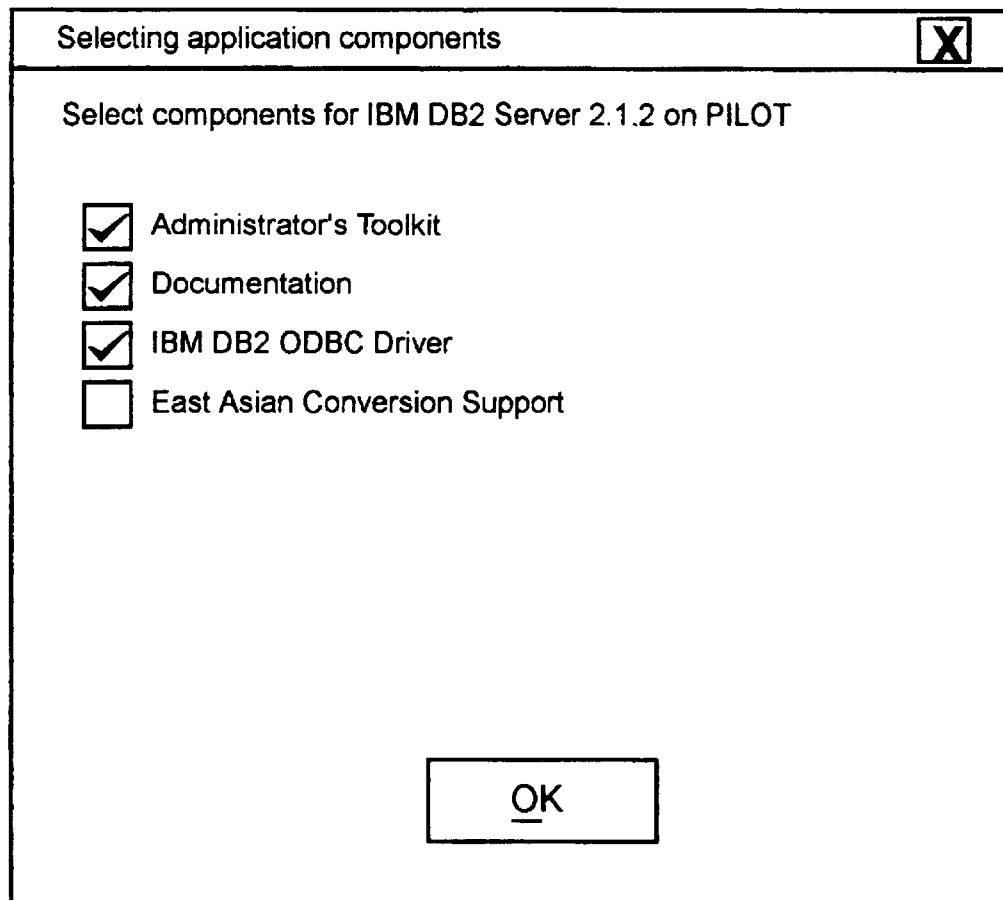 Selecting application components X
Select components for IBM DB2 Server 2.1.2 on PILOT
Administrator's Toolkit
Documentation
IBM DB2 ODBC Driver
East Asian Conversion Support
OK